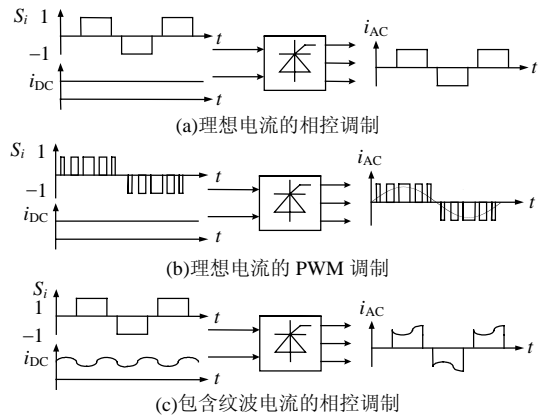 S_i 1
−1
t
i_DC
t
i_AC
t
(a)理想电流的相控调制
S_i 1
−1
t
i_DC
t
i_AC
t
(b)理想电流的 PWM 调制
S_i
1
−1
t
i_DC
t
i_AC
t
(c)包含纹波电流的相控调制